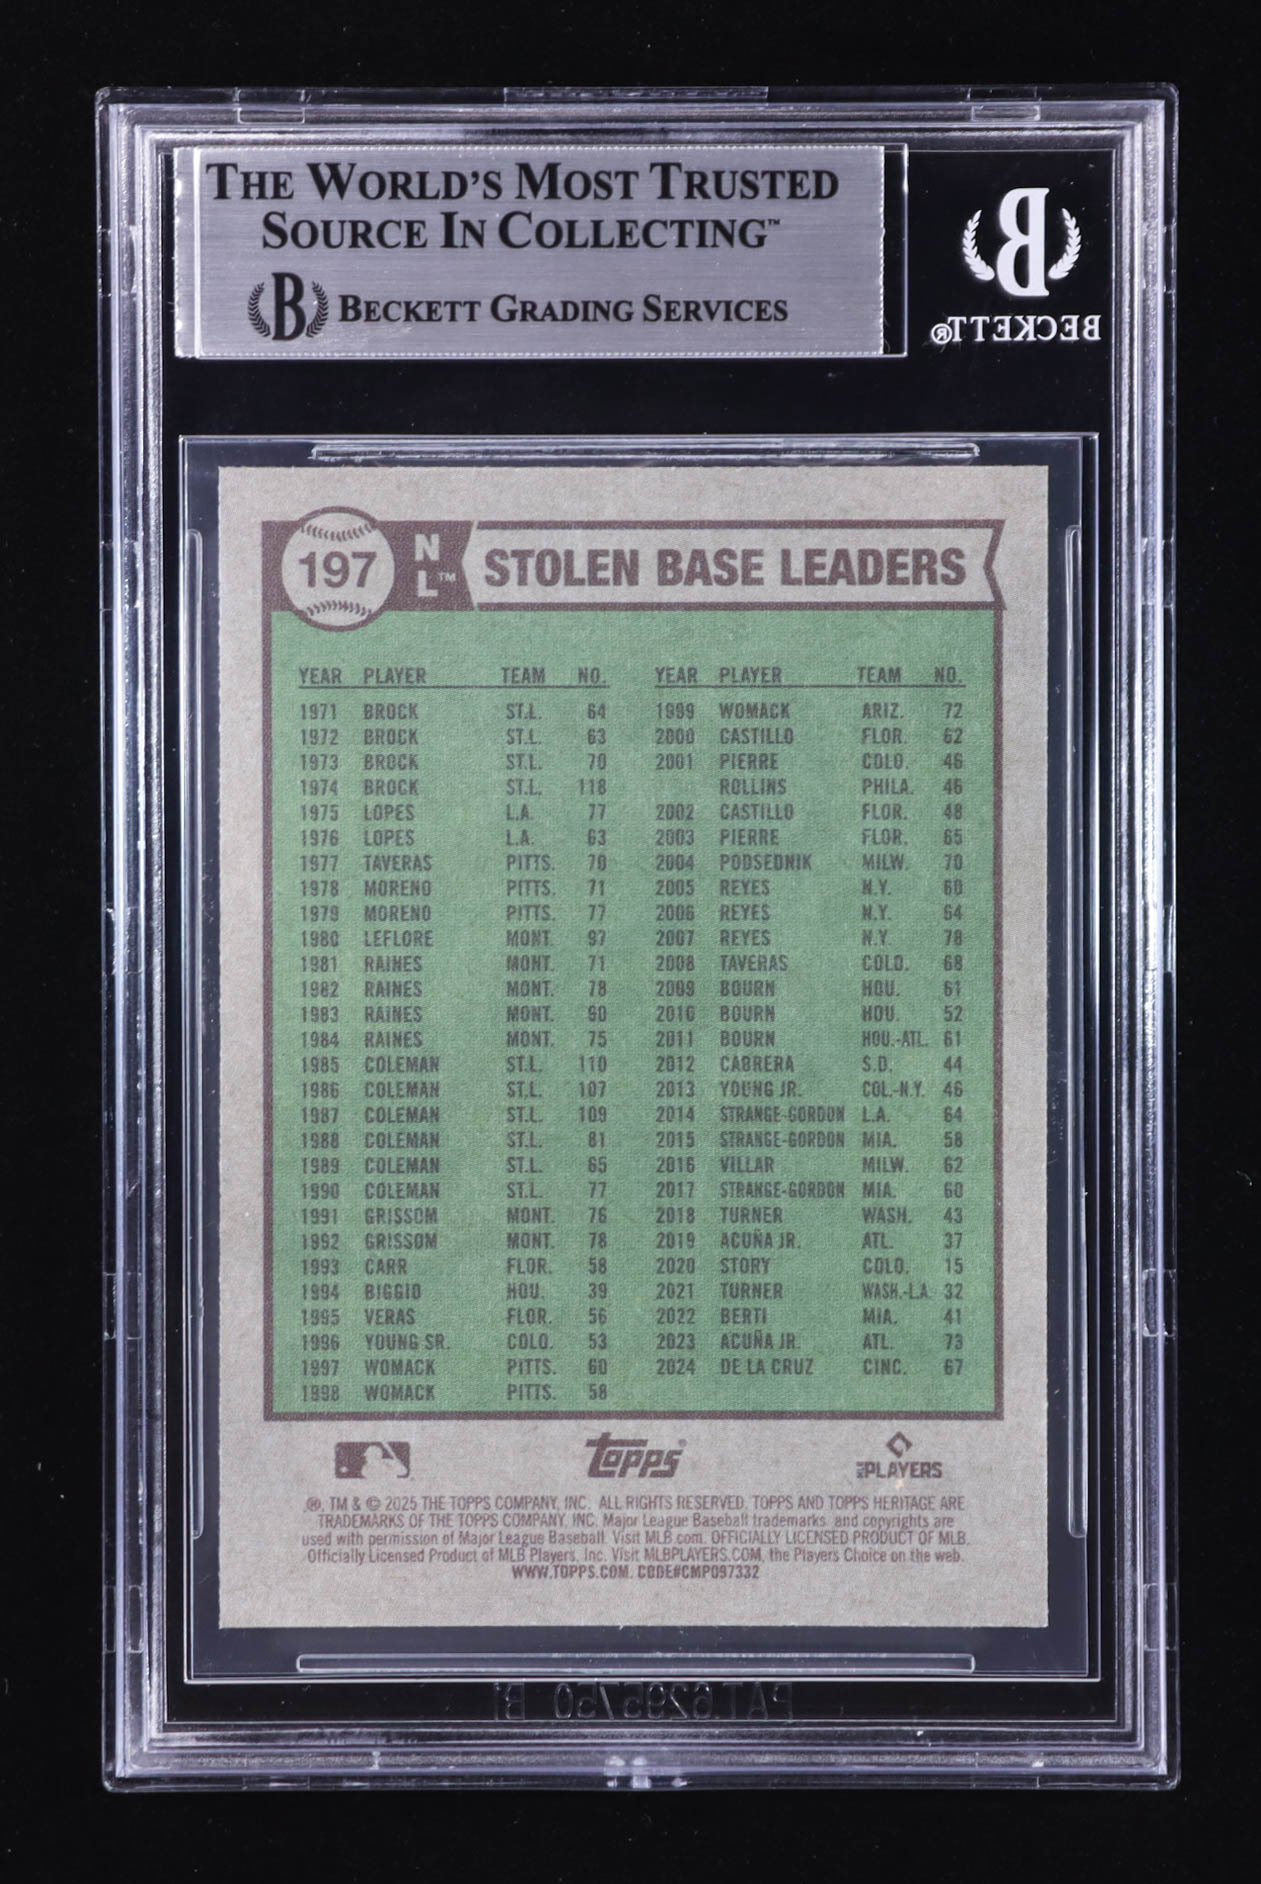 THE WORLD'S MOST TRUSTED
SOURCE IN COLLECTING™
B BECKETT GRADING SERVICES
B
BECKETT®
197 NL™ STOLEN BASE LEADERS
YEAR PLAYER TEAM NO.
1971 BROCK ST.L. 64
1972 BROCK ST.L. 63
1973 BROCK ST.L. 70
1974 BROCK ST.L. 118
1975 LOPES L.A. 77
1976 LOPES L.A. 63
1977 TAVERAS PITTS. 70
1978 MORENO PITTS. 71
1979 MORENO PITTS. 77
1980 LEFLORE MONT. 97
1981 RAINES MONT. 71
1982 RAINES MONT. 78
1983 RAINES MONT. 90
1984 RAINES MONT. 75
1985 COLEMAN ST.L. 110
1986 COLEMAN ST.L. 107
1987 COLEMAN ST.L. 109
1988 COLEMAN ST.L. 81
1989 COLEMAN ST.L. 65
1990 COLEMAN ST.L. 77
1991 GRISSOM MONT. 76
1992 GRISSOM MONT. 78
1993 CARR FLOR. 58
1994 BIGGIO HOU. 39
1995 VERAS FLOR. 56
1996 YOUNG SR. COLO. 53
1997 WOMACK PITTS. 60
1998 WOMACK PITTS. 58
YEAR PLAYER TEAM NO.
1999 WOMACK ARIZ. 72
2000 CASTILLO FLOR. 62
2001 PIERRE COLO. 46
ROLLINS PHILA. 46
2002 CASTILLO FLOR. 48
2003 PIERRE FLOR. 65
2004 PODSEDNIK MILW. 70
2005 REYES N.Y. 60
2006 REYES N.Y. 64
2007 REYES N.Y. 78
2008 TAVERAS COLO. 68
2009 BOURN HOU. 61
2010 BOURN HOU. 52
2011 BOURN HOU.-ATL. 61
2012 CABRERA S.D. 44
2013 YOUNG JR. COL.-N.Y. 46
2014 STRANGE-GORDON L.A. 64
2015 STRANGE-GORDON MIA. 58
2016 VILLAR MILW. 62
2017 STRANGE-GORDON MIA. 60
2018 TURNER WASH. 43
2019 ACUÑA JR. ATL. 37
2020 STORY COLO. 15
2021 TURNER WASH.-L.A. 32
2022 BERTI MIA. 41
2023 ACUÑA JR. ATL. 73
2024 DE LA CRUZ CINC. 67
topps® MLB PLAYERS
®, TM & © 2025 THE TOPPS COMPANY, INC. ALL RIGHTS RESERVED. TOPPS AND TOPPS HERITAGE ARE
TRADEMARKS OF THE TOPPS COMPANY, INC. Major League Baseball trademarks and copyrights are
used with permission of Major League Baseball. Visit MLB.com. OFFICIALLY LICENSED PRODUCT OF MLB
Officially Licensed Product of MLB Players, Inc. Visit MLBPLAYERS.COM, the Players Choice on the web.
WWW.TOPPS.COM. CODE#CMP097332
PAT.6295750 B1